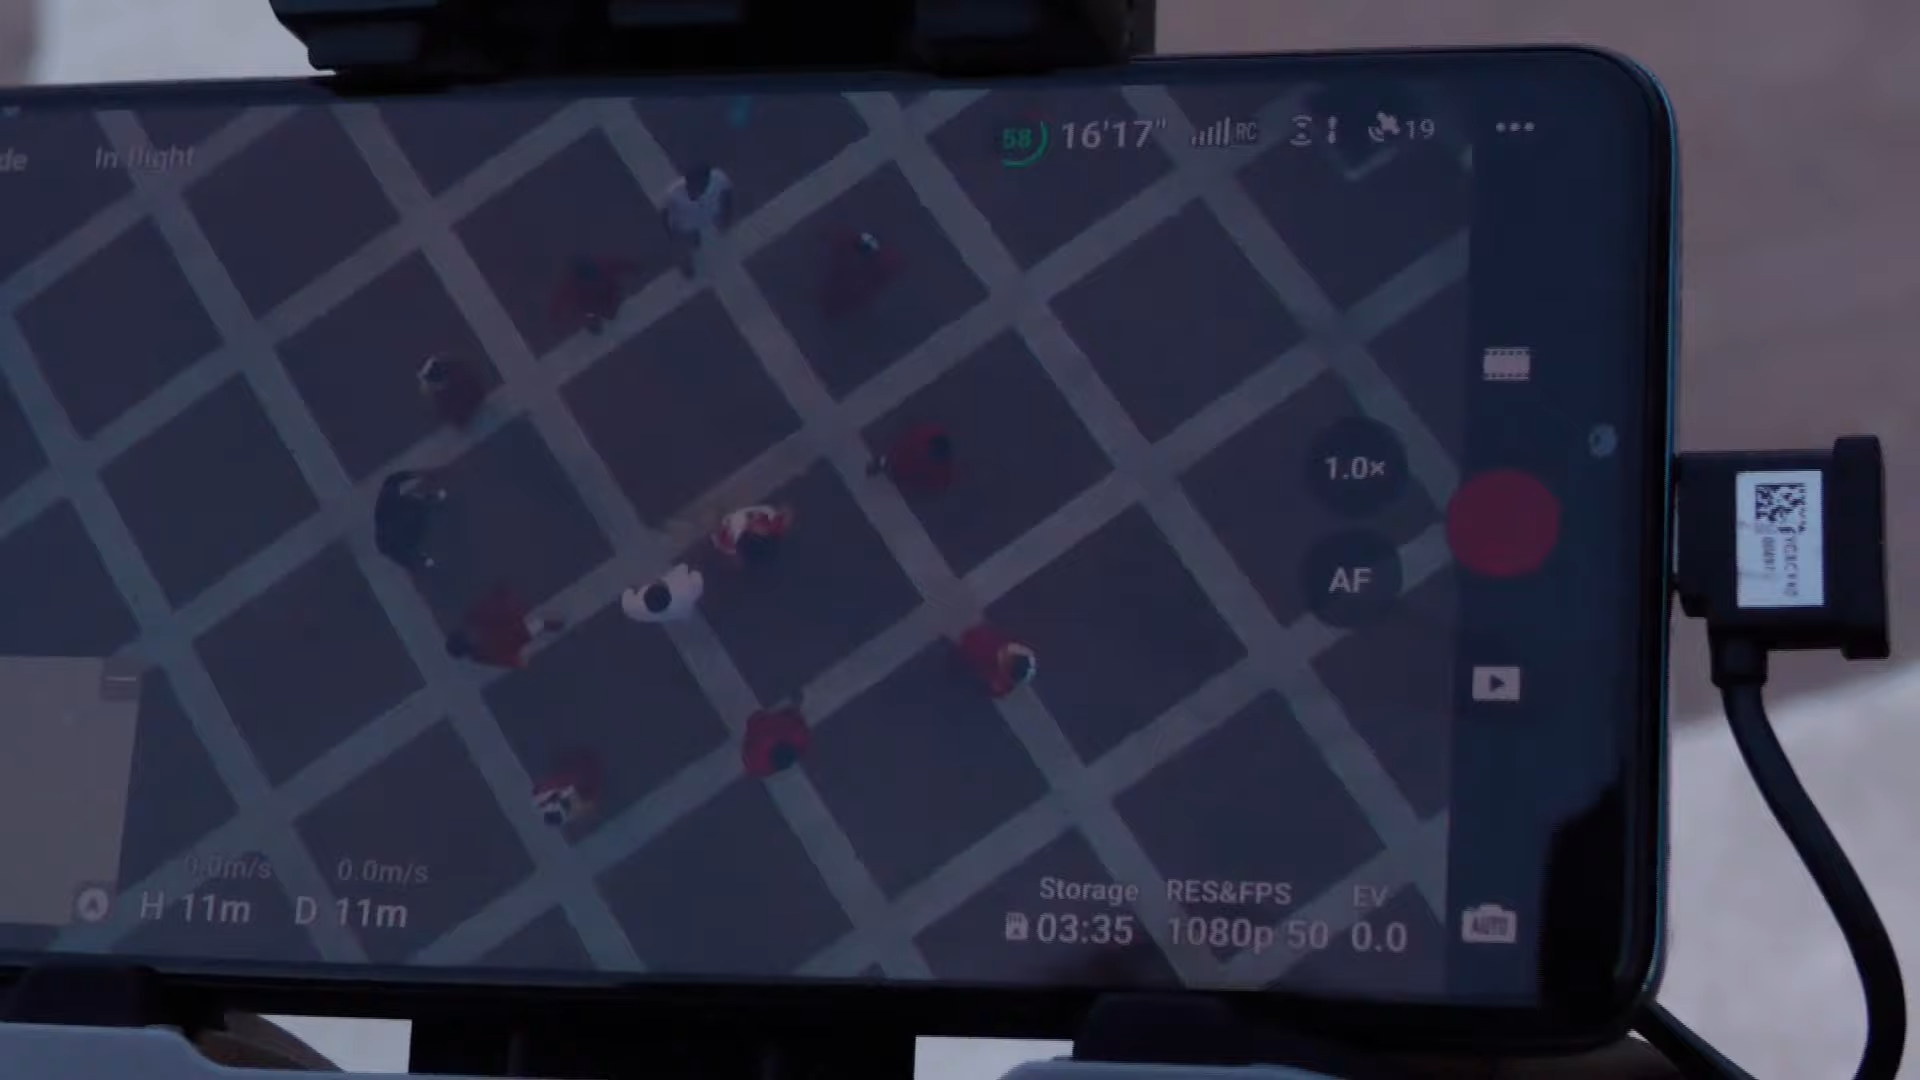 de In flight
58 16'17" RC 19
1.0×
AF
0.0m/s 0.0m/s
H 11m D 11m
Storage RES&FPS EV
03:35 1080p 50 0.0
AUTO